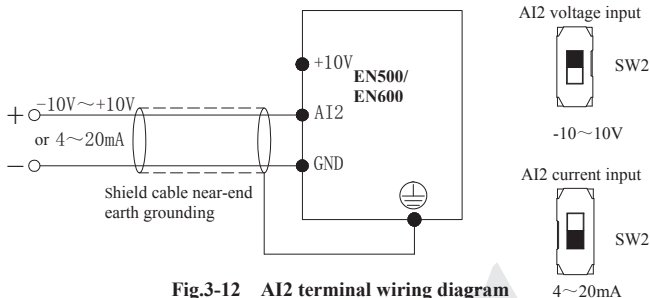 +10V
EN500/
EN600
+ -10V～+10V
AI2
or 4～20mA
− GND
Shield cable near-end
earth grounding
AI2 voltage input
SW2
-10～10V
AI2 current input
SW2
4～20mA
Fig.3-12 AI2 terminal wiring diagram